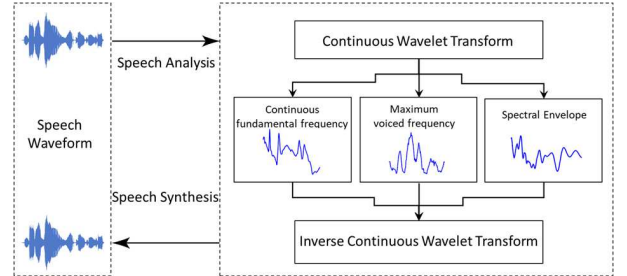 Speech
Waveform
Speech Analysis
Speech Synthesis
Continuous Wavelet Transform
Continuous
fundamental frequency
Maximum
voiced frequency
Spectral Envelope
Inverse Continuous Wavelet Transform